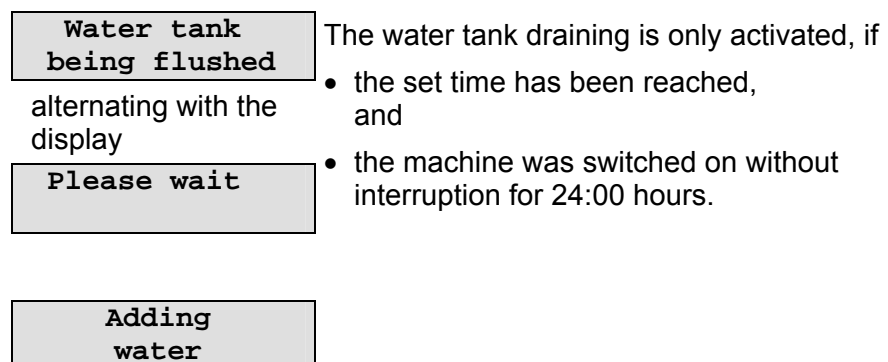 Water tank
being flushed
alternating with the
display
Please wait
Adding
water
The water tank draining is only activated, if
• the set time has been reached,
and
• the machine was switched on without
interruption for 24:00 hours.